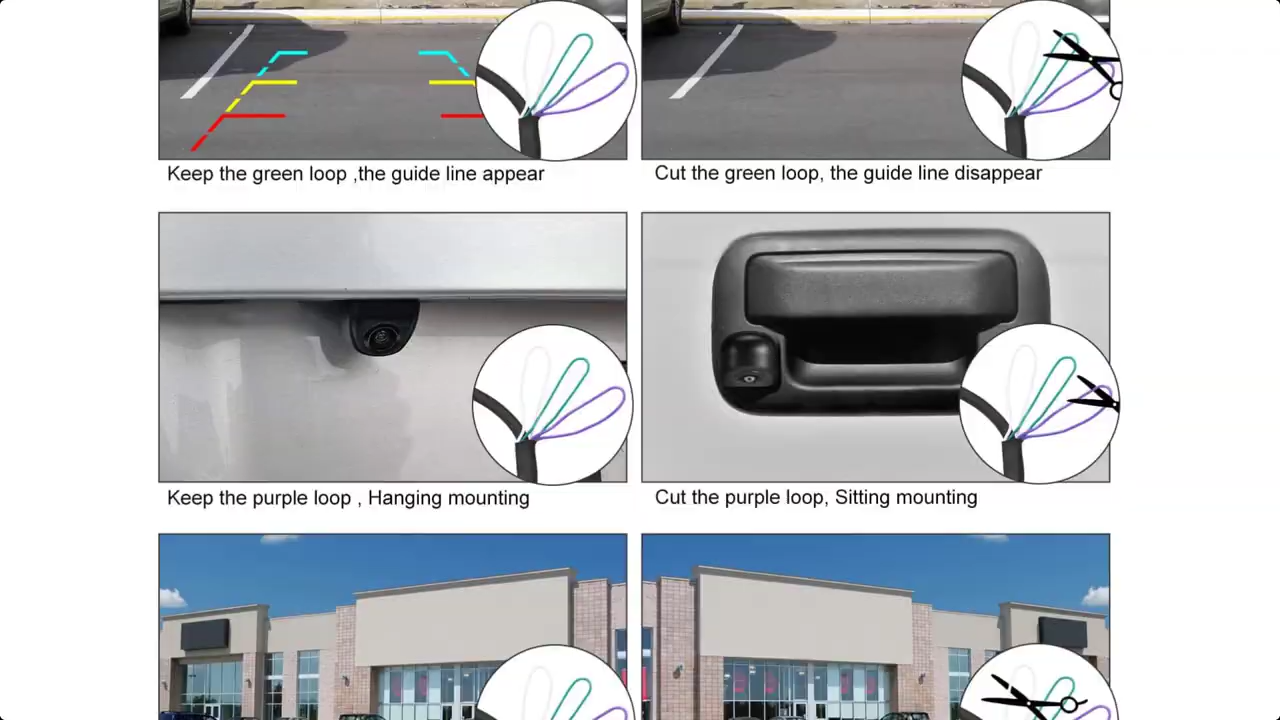 Keep the green loop ,the guide line appear
Cut the green loop, the guide line disappear
Keep the purple loop , Hanging mounting
Cut the purple loop, Sitting mounting